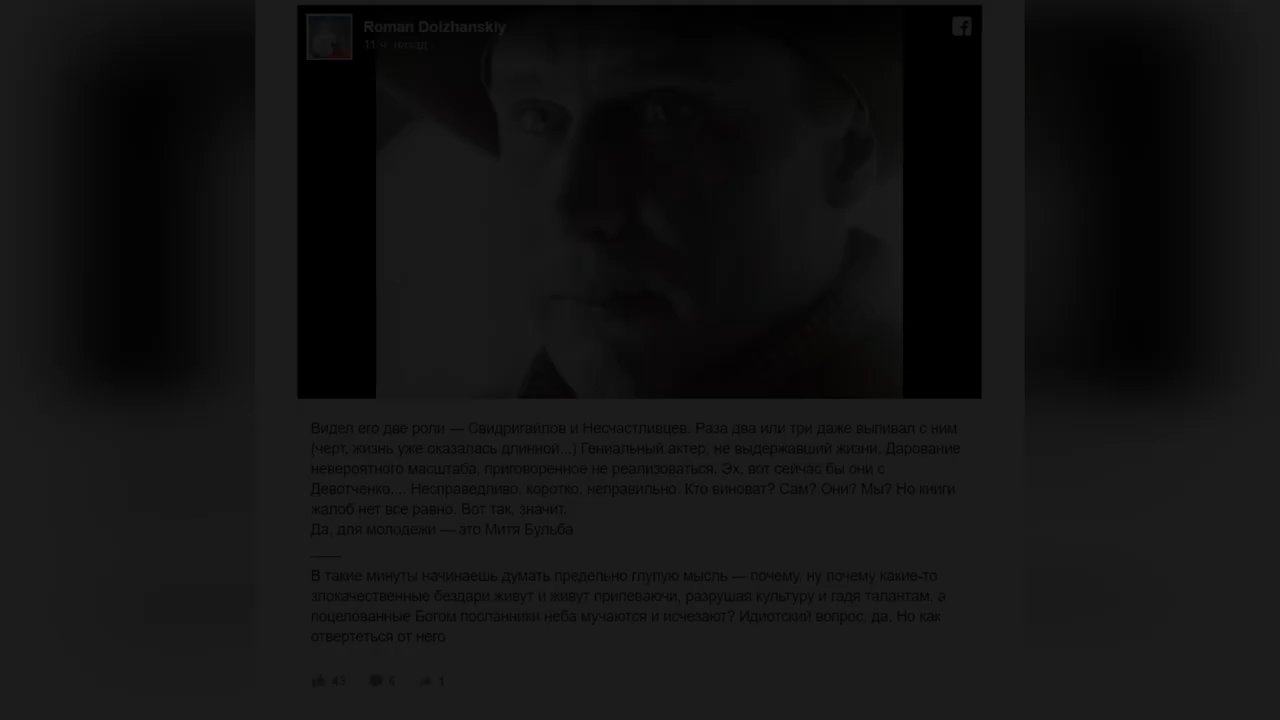 Roman Dolzhanskiy
11 ч. назад
Видел его две роли — Свидригайлов и Несчастливцев. Раза два или три даже выпивал с ним
(черт, жизнь уже оказалась длинной...) Гениальный актер, не выдержавший жизни. Дарование
невероятного масштаба, приговоренное не реализоваться. Эх, вот сейчас бы они с
Девотченко.... Несправедливо, коротко, неправильно. Кто виноват? Сам? Они? Мы? Но книги
жалоб нет все равно. Вот так, значит.
Да, для молодежи — это Митя Бульба
____
В такие минуты начинаешь думать предельно глупую мысль — почему, ну почему какие-то
злокачественные бездари живут и живут припеваючи, разрушая культуру и гадя талантам, а
поцелованные Богом посланники неба мучаются и исчезают? Идиотский вопрос, да. Но как
отвертеться от него
43 6 1